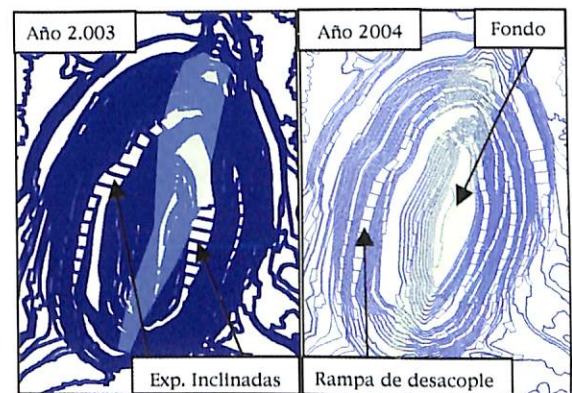 Año 2.003
Año 2004
Fondo
Exp. Inclinadas
Rampa de desacople